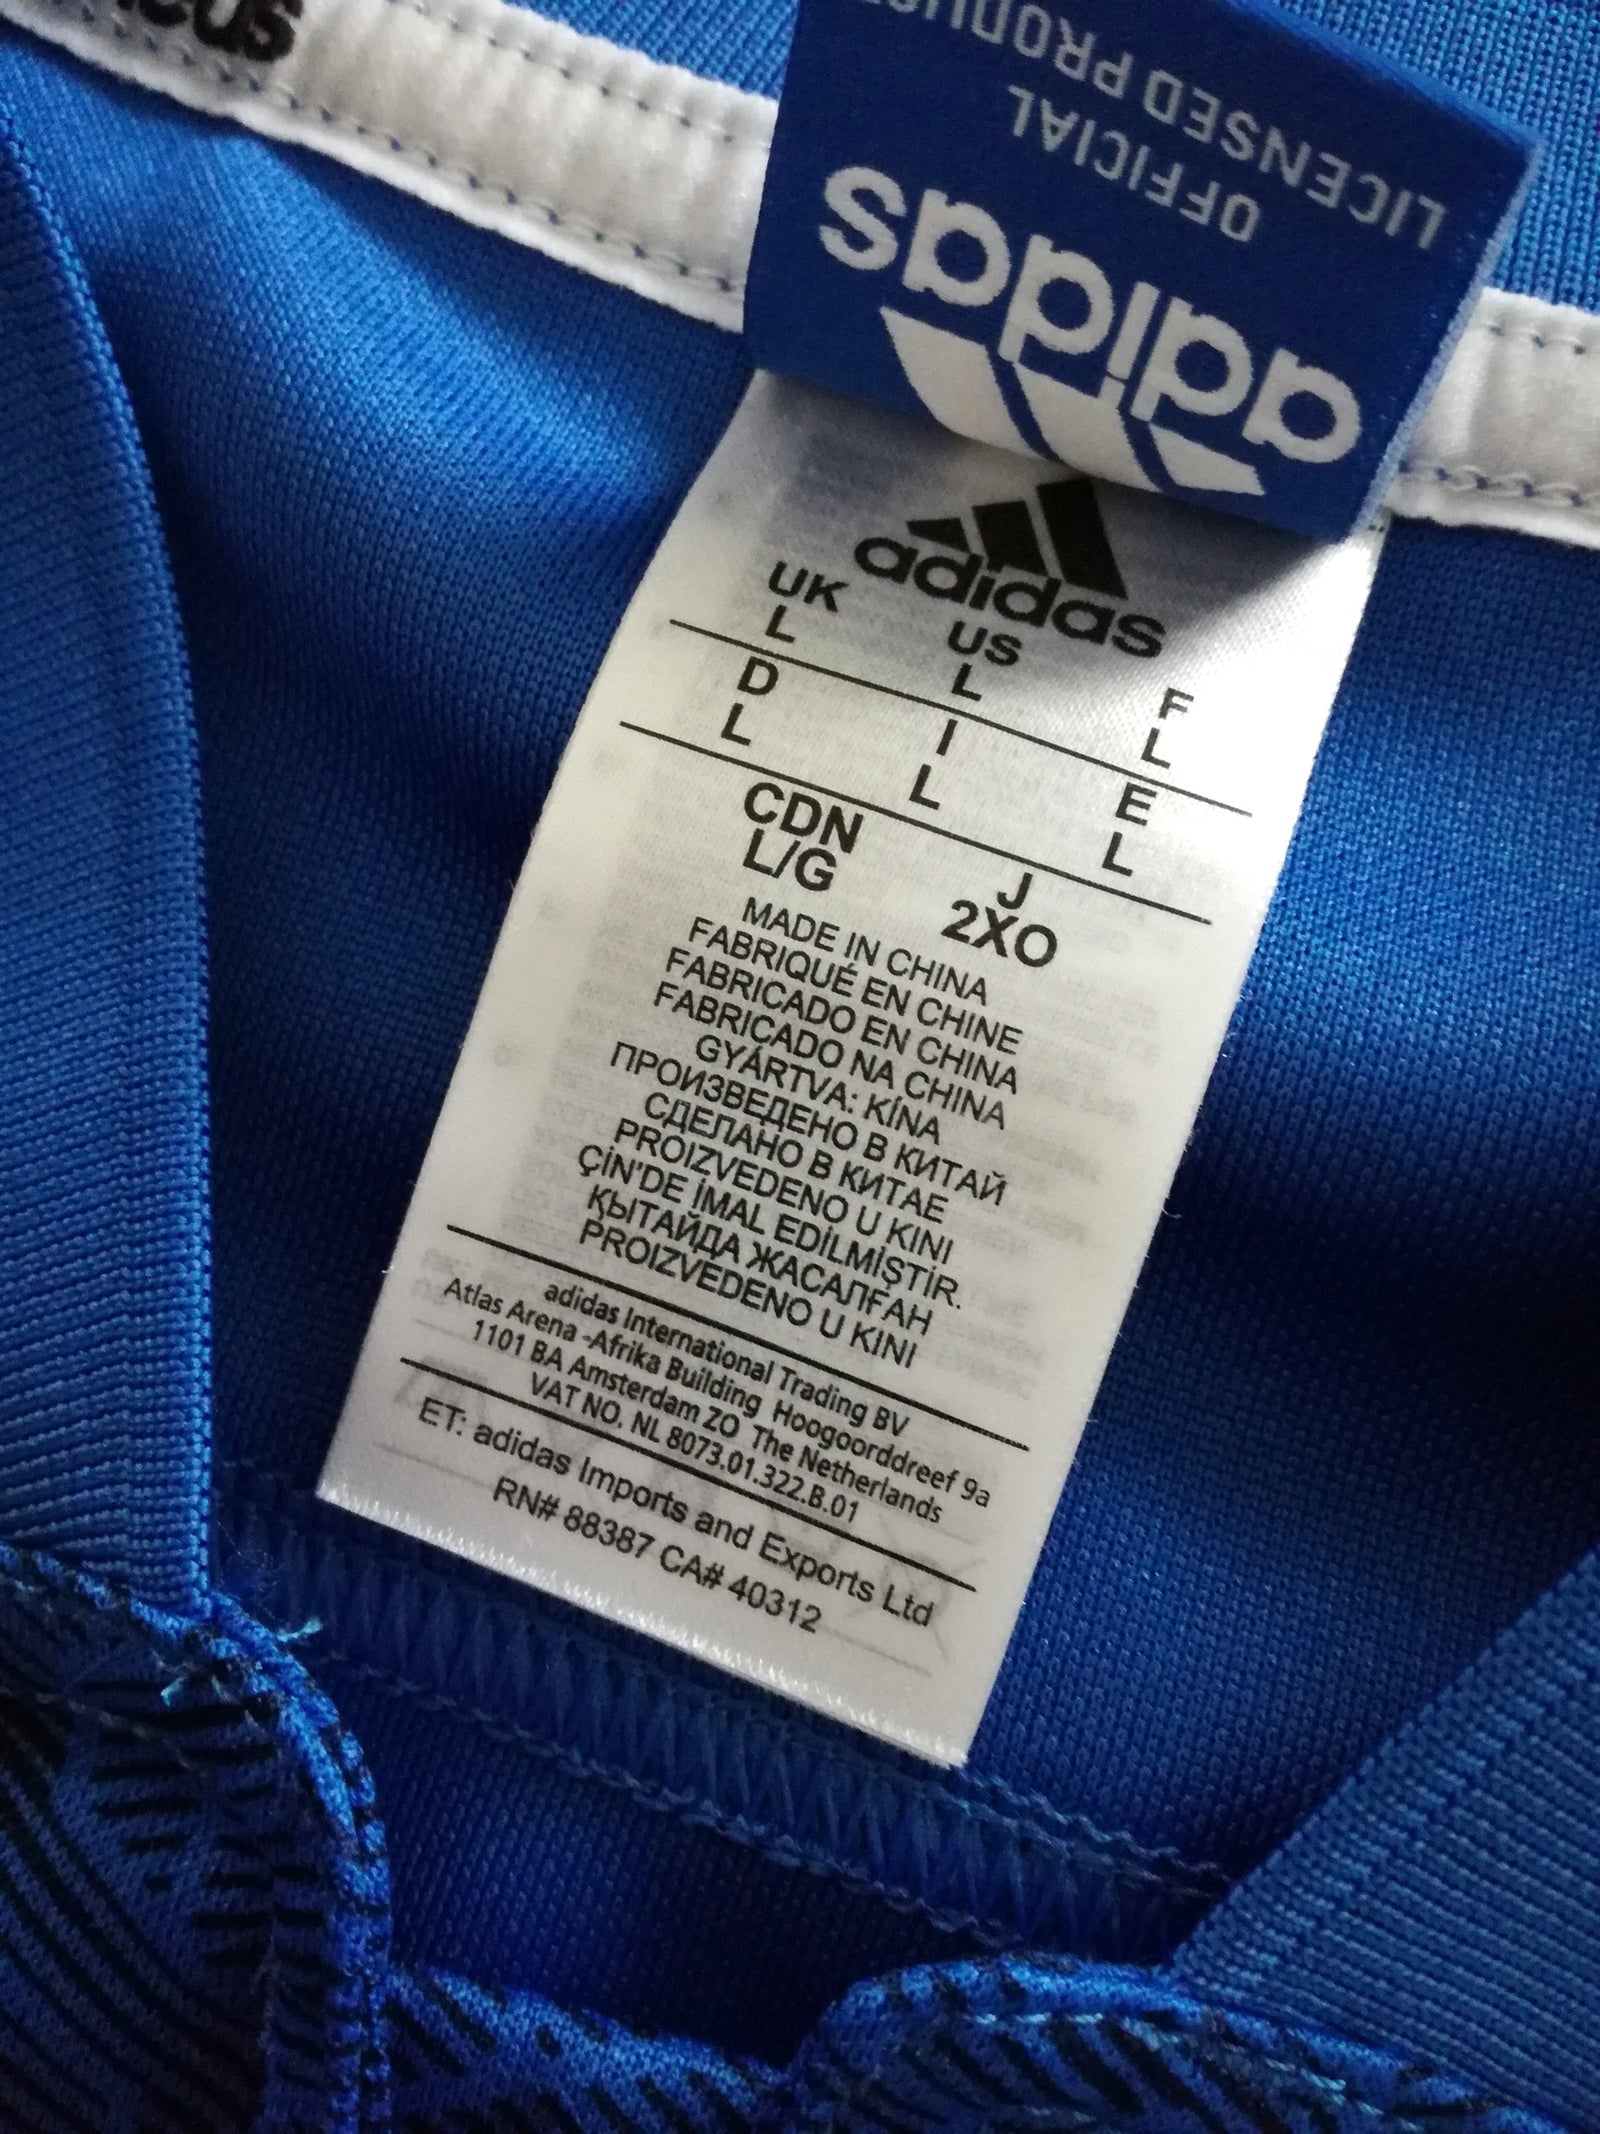 OFFICIAL
LICENSED PRODUCT
adidas
adidas
UK US F
L L L
D I E
L L L
CDN J
L/G 2XO
MADE IN CHINA
FABRIQUÉ EN CHINE
FABRICADO EN CHINA
FABRICADO NA CHINA
GYÁRTVA: KÍNA
ПРОИЗВЕДЕНО В КИТАЙ
СДЕЛАНО В КИТАЕ
PROIZVEDENO U KINI
ÇİN'DE İMAL EDİLMİŞTİR.
ҚЫТАЙДА ЖАСАЛҒАН
PROIZVEDENO U KINI
adidas International Trading BV
Atlas Arena -Afrika Building Hoogoorddreef 9a
1101 BA Amsterdam ZO The Netherlands
VAT NO. NL 8073.01.322.B.01
ET: adidas Imports and Exports Ltd
RN# 88387 CA# 40312